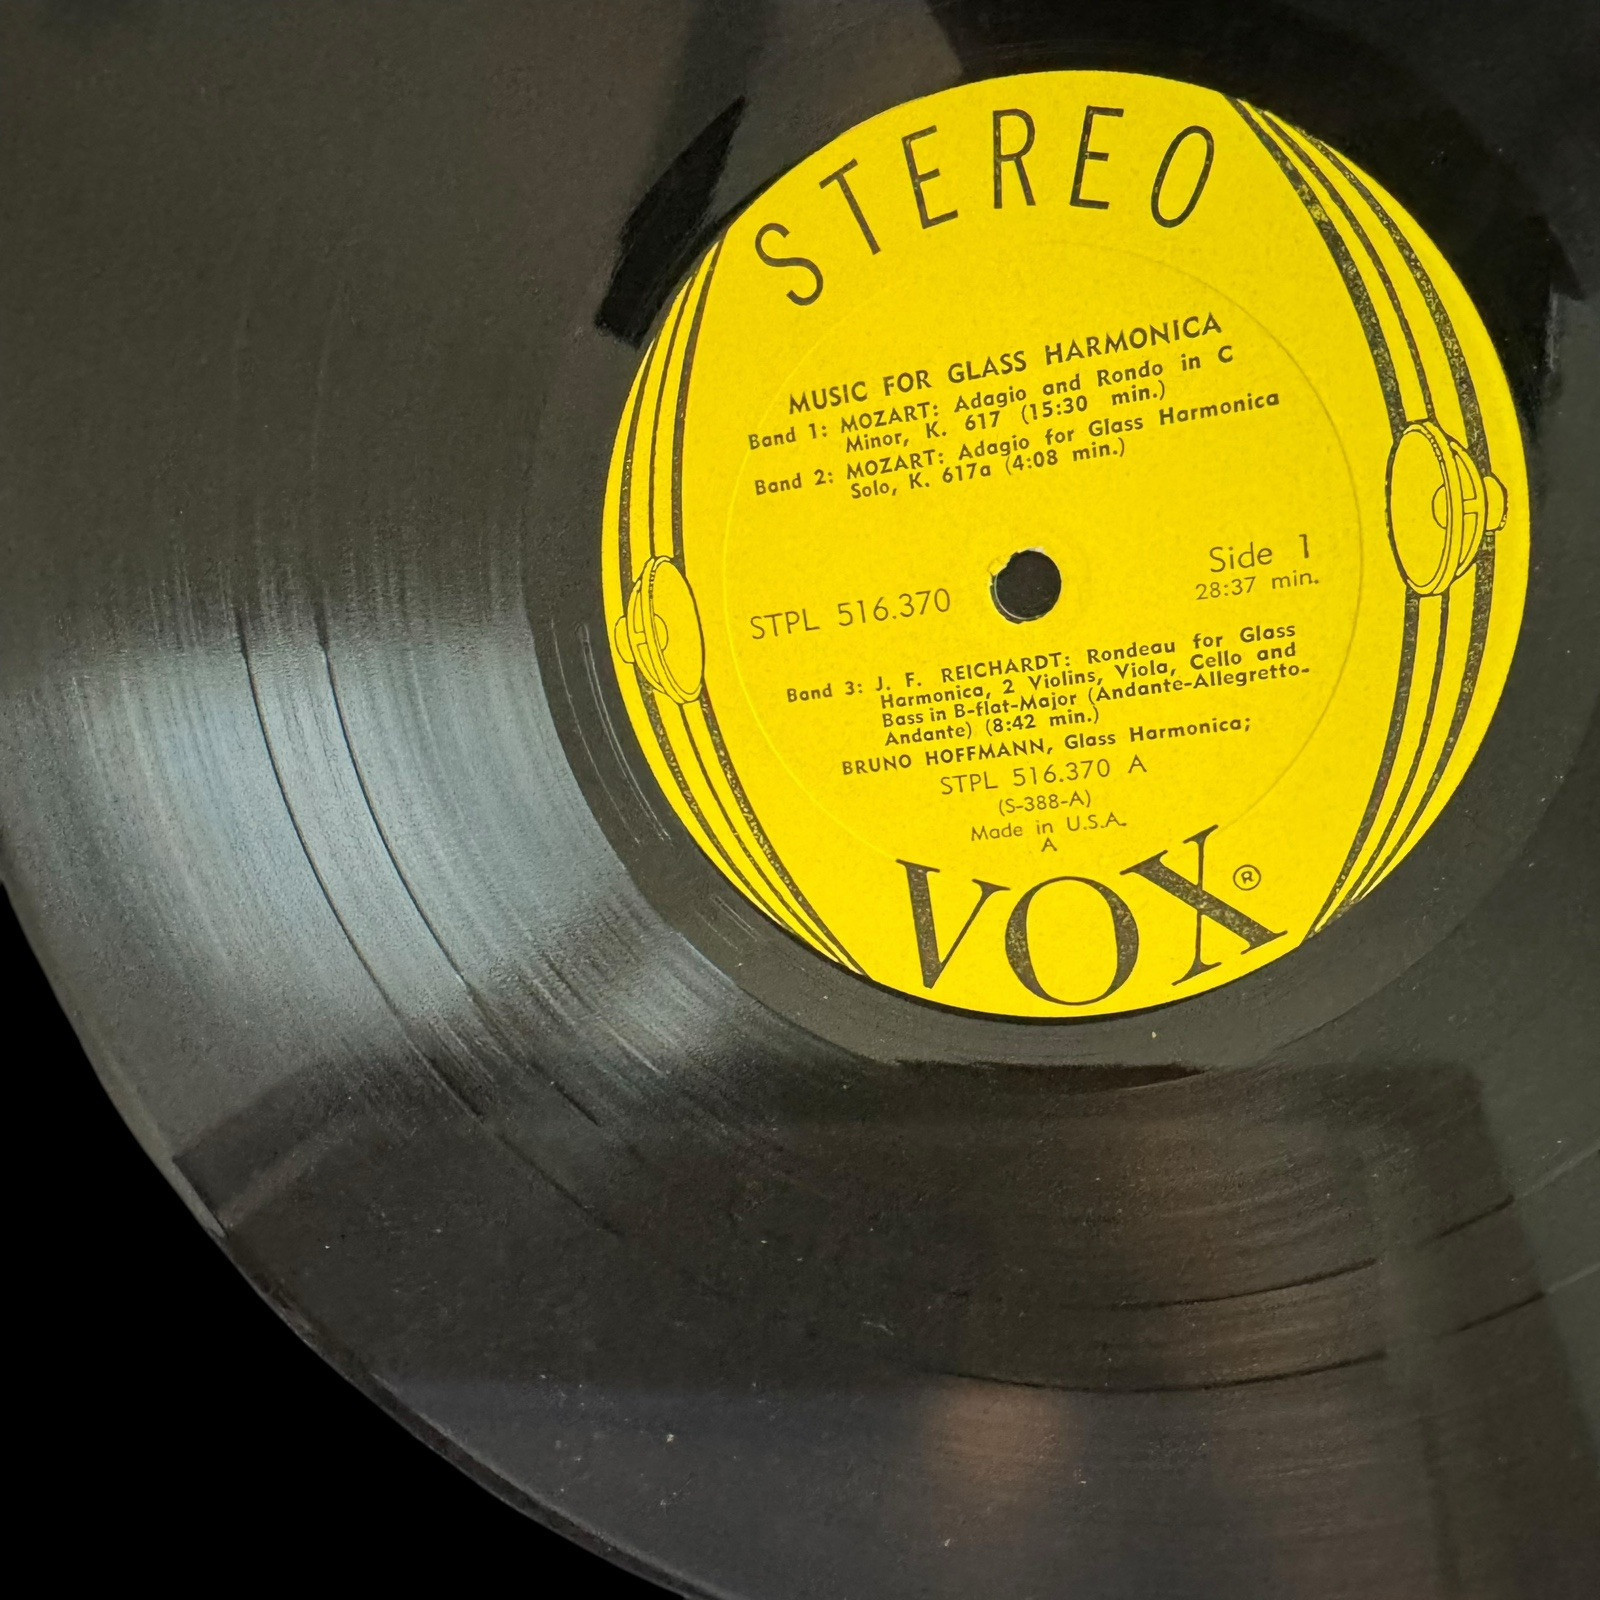 STEREO
MUSIC FOR GLASS HARMONICA
Band 1: MOZART: Adagio and Rondo in C
Minor, K. 617 (15:30 min.)
Band 2: MOZART: Adagio for Glass Harmonica
Solo, K. 617a (4:08 min.)
Side 1
28:37 min.
STPL 516.370
Band 3: J. F. REICHARDT: Rondeau for Glass
Harmonica, 2 Violins, Viola, Cello and
Bass in B-flat-Major (Andante-Allegretto-
Andante) (8:42 min.)
BRUNO HOFFMANN, Glass Harmonica;
STPL 516.370 A
(S-388-A)
Made in U.S.A.
A
VOX®